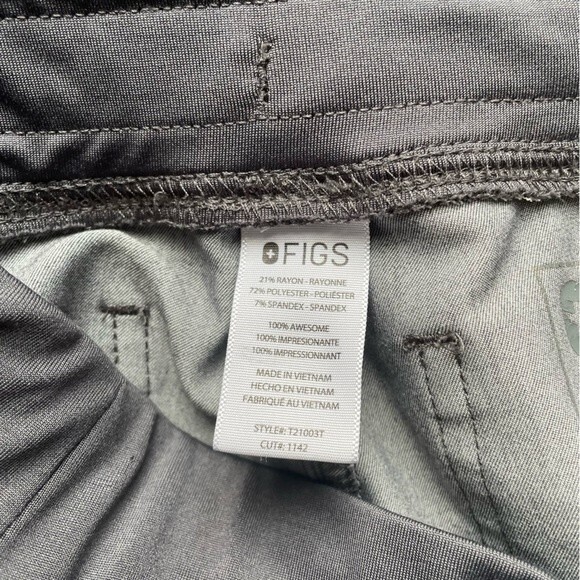 FIGS
21% RAYON - RAYONNE
72% POLYESTER - POLIÉSTER
7% SPANDEX - SPANDEX
100% AWESOME
100% IMPRESIONANTE
100% IMPRESSIONNANT
MADE IN VIETNAM
HECHO EN VIETNAM
FABRIQUÉ AU VIETNAM
STYLE#: T21003T
CUT#: 1142